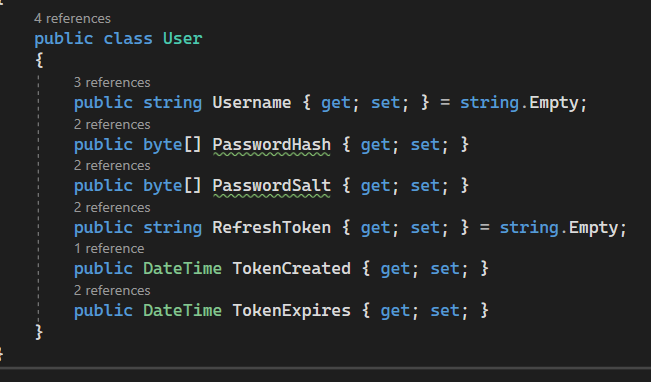 4 references
public class User
{
3 references
public string Username { get; set; } = string.Empty;
2 references
public byte[] PasswordHash { get; set; }
2 references
public byte[] PasswordSalt { get; set; }
2 references
public string RefreshToken { get; set; } = string.Empty;
1 reference
public DateTime TokenCreated { get; set; }
2 references
public DateTime TokenExpires { get; set; }
}
}